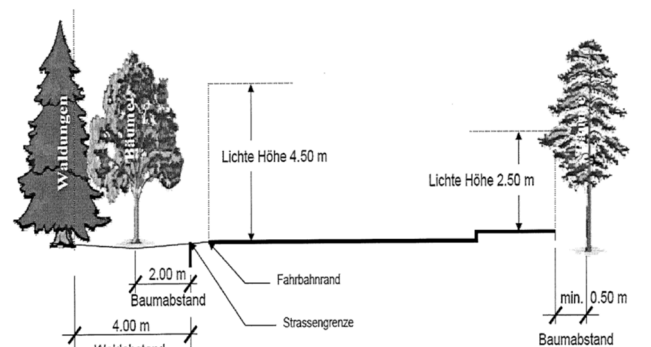 Waldungen
Bäume
Lichte Höhe 4.50 m
Lichte Höhe 2.50 m
2.00 m
Baumabstand
4.00 m
Fahrbahnrand
Strassengrenze
min. 0.50 m
Baumabstand